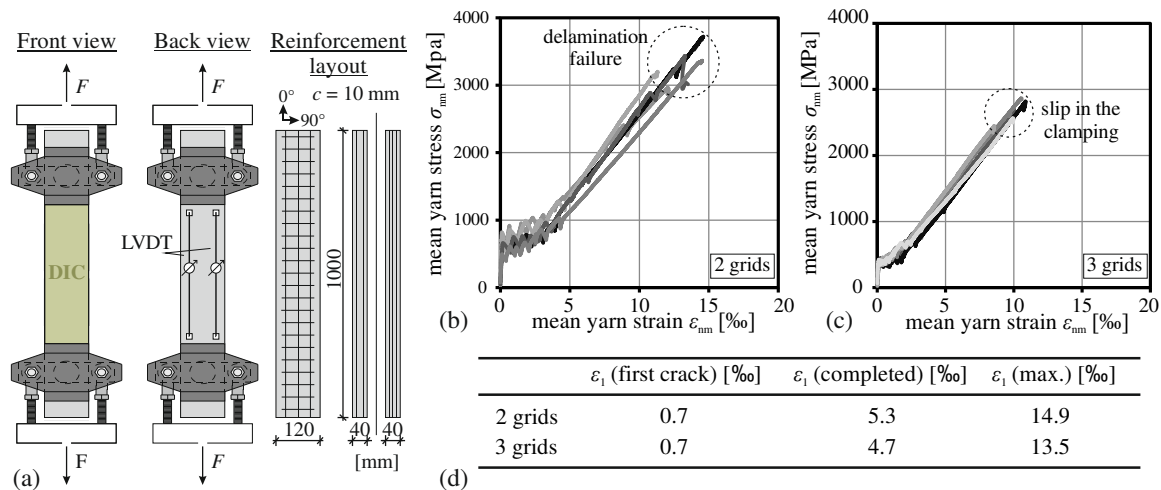 Front view
Back view
Reinforcement
layout
F
F
c = 10 mm
0°
90°
DIC
LVDT
1000
120
40
40
[mm]
F
F
(a)
mean yarn stress σnm [Mpa]
4000
3000
2000
1000
0
delamination
failure
2 grids
0
5
10
15
20
mean yarn strain εnm [‰]
(b)
mean yarn stress σnm [MPa]
4000
3000
2000
1000
0
slip in the
clamping
3 grids
0
5
10
15
20
mean yarn strain εnm [‰]
(c)
ε1 (first crack) [‰] ε1 (completed) [‰] ε1 (max.) [‰]
2 grids 0.7 5.3 14.9
3 grids 0.7 4.7 13.5
(d)